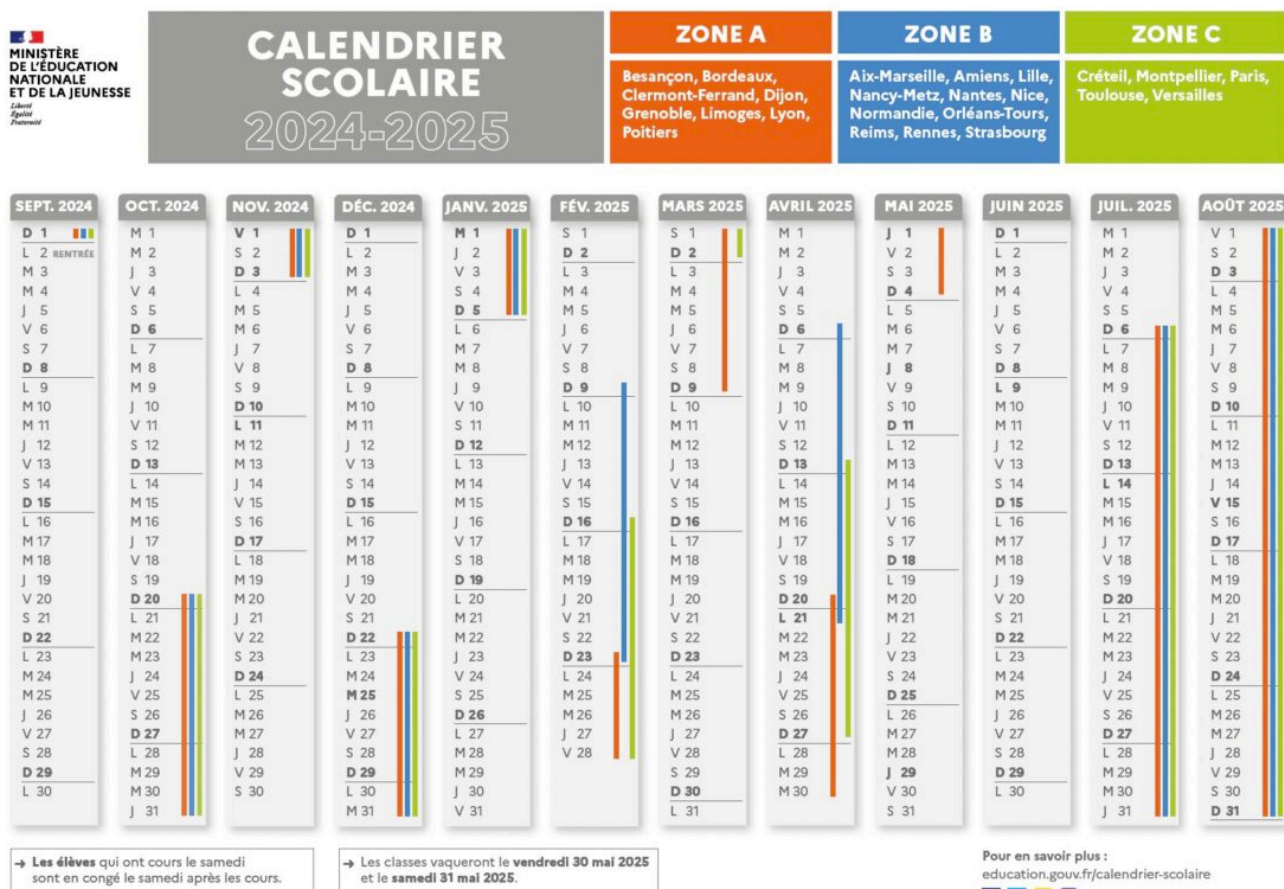 MINISTÈRE
DE L'ÉDUCATION
NATIONALE
ET DE LA JEUNESSE
Liberté
Égalité
Fraternité
CALENDRIER
SCOLAIRE
2024-2025
ZONE A
Besançon, Bordeaux,
Clermont-Ferrand, Dijon,
Grenoble, Limoges, Lyon,
Poitiers
ZONE B
Aix-Marseille, Amiens, Lille,
Nancy-Metz, Nantes, Nice,
Normandie, Orléans-Tours,
Reims, Rennes, Strasbourg
ZONE C
Créteil, Montpellier, Paris,
Toulouse, Versailles
SEPT. 2024 OCT. 2024 NOV. 2024 DÉC. 2024 JANV. 2025 FÉV. 2025 MARS 2025 AVRIL 2025 MAI 2025 JUIN 2025 JUIL. 2025 AOÛT 2025
D 1 M 1 V 1 D 1 M 1 S 1 S 1 M 1 J 1 D 1 M 1 V 1
L 2 RENTRÉE M 2 S 2 L 2 J 2 D 2 D 2 M 2 V 2 L 2 M 2 S 2
M 3 J 3 D 3 M 3 V 3 L 3 L 3 J 3 S 3 M 3 J 3 D 3
M 4 V 4 L 4 M 4 S 4 M 4 M 4 V 4 D 4 M 4 V 4 L 4
J 5 S 5 M 5 J 5 D 5 M 5 M 5 S 5 L 5 J 5 S 5 M 5
V 6 D 6 M 6 V 6 L 6 J 6 J 6 D 6 M 6 V 6 D 6 M 6
S 7 L 7 J 7 S 7 M 7 V 7 V 7 L 7 M 7 S 7 L 7 J 7
D 8 M 8 V 8 D 8 M 8 S 8 S 8 M 8 J 8 D 8 M 8 V 8
L 9 M 9 S 9 L 9 J 9 D 9 D 9 M 9 V 9 L 9 M 9 S 9
M 10 J 10 D 10 M 10 V 10 L 10 L 10 J 10 S 10 M 10 J 10 D 10
M 11 V 11 L 11 M 11 S 11 M 11 M 11 V 11 D 11 M 11 V 11 L 11
J 12 S 12 M 12 J 12 D 12 M 12 M 12 S 12 L 12 J 12 S 12 M 12
V 13 D 13 M 13 V 13 L 13 J 13 J 13 D 13 M 13 V 13 D 13 M 13
S 14 L 14 J 14 S 14 M 14 V 14 V 14 L 14 M 14 S 14 L 14 J 14
D 15 M 15 V 15 D 15 M 15 S 15 S 15 M 15 J 15 D 15 M 15 V 15
L 16 M 16 S 16 L 16 J 16 D 16 D 16 M 16 V 16 L 16 M 16 S 16
M 17 J 17 D 17 M 17 V 17 L 17 L 17 J 17 S 17 M 17 J 17 D 17
M 18 V 18 L 18 M 18 S 18 M 18 M 18 V 18 D 18 M 18 V 18 L 18
J 19 S 19 M 19 J 19 D 19 M 19 M 19 S 19 L 19 J 19 S 19 M 19
V 20 D 20 M 20 V 20 L 20 J 20 J 20 D 20 M 20 V 20 D 20 M 20
S 21 L 21 J 21 S 21 M 21 V 21 V 21 L 21 M 21 S 21 L 21 J 21
D 22 M 22 V 22 D 22 M 22 S 22 S 22 M 22 J 22 D 22 M 22 V 22
L 23 M 23 S 23 L 23 J 23 D 23 D 23 M 23 V 23 L 23 M 23 S 23
M 24 J 24 D 24 M 24 V 24 L 24 L 24 J 24 S 24 M 24 J 24 D 24
M 25 V 25 L 25 M 25 S 25 M 25 M 25 V 25 D 25 M 25 V 25 L 25
J 26 S 26 M 26 J 26 D 26 M 26 M 26 S 26 L 26 J 26 S 26 M 26
V 27 D 27 M 27 V 27 L 27 J 27 J 27 D 27 M 27 V 27 D 27 M 27
S 28 L 28 J 28 S 28 M 28 V 28 V 28 L 28 M 28 S 28 L 28 J 28
D 29 M 29 V 29 D 29 M 29 S 29 M 29 J 29 D 29 M 29 V 29
L 30 M 30 S 30 L 30 J 30 D 30 M 30 V 30 L 30 M 30 S 30
J 31 M 31 V 31 L 31 S 31 J 31 D 31
→ Les élèves qui ont cours le samedi
sont en congé le samedi après les cours.
→ Les classes vaqueront le vendredi 30 mai 2025
et le samedi 31 mai 2025.
Pour en savoir plus :
education.gouv.fr/calendrier-scolaire